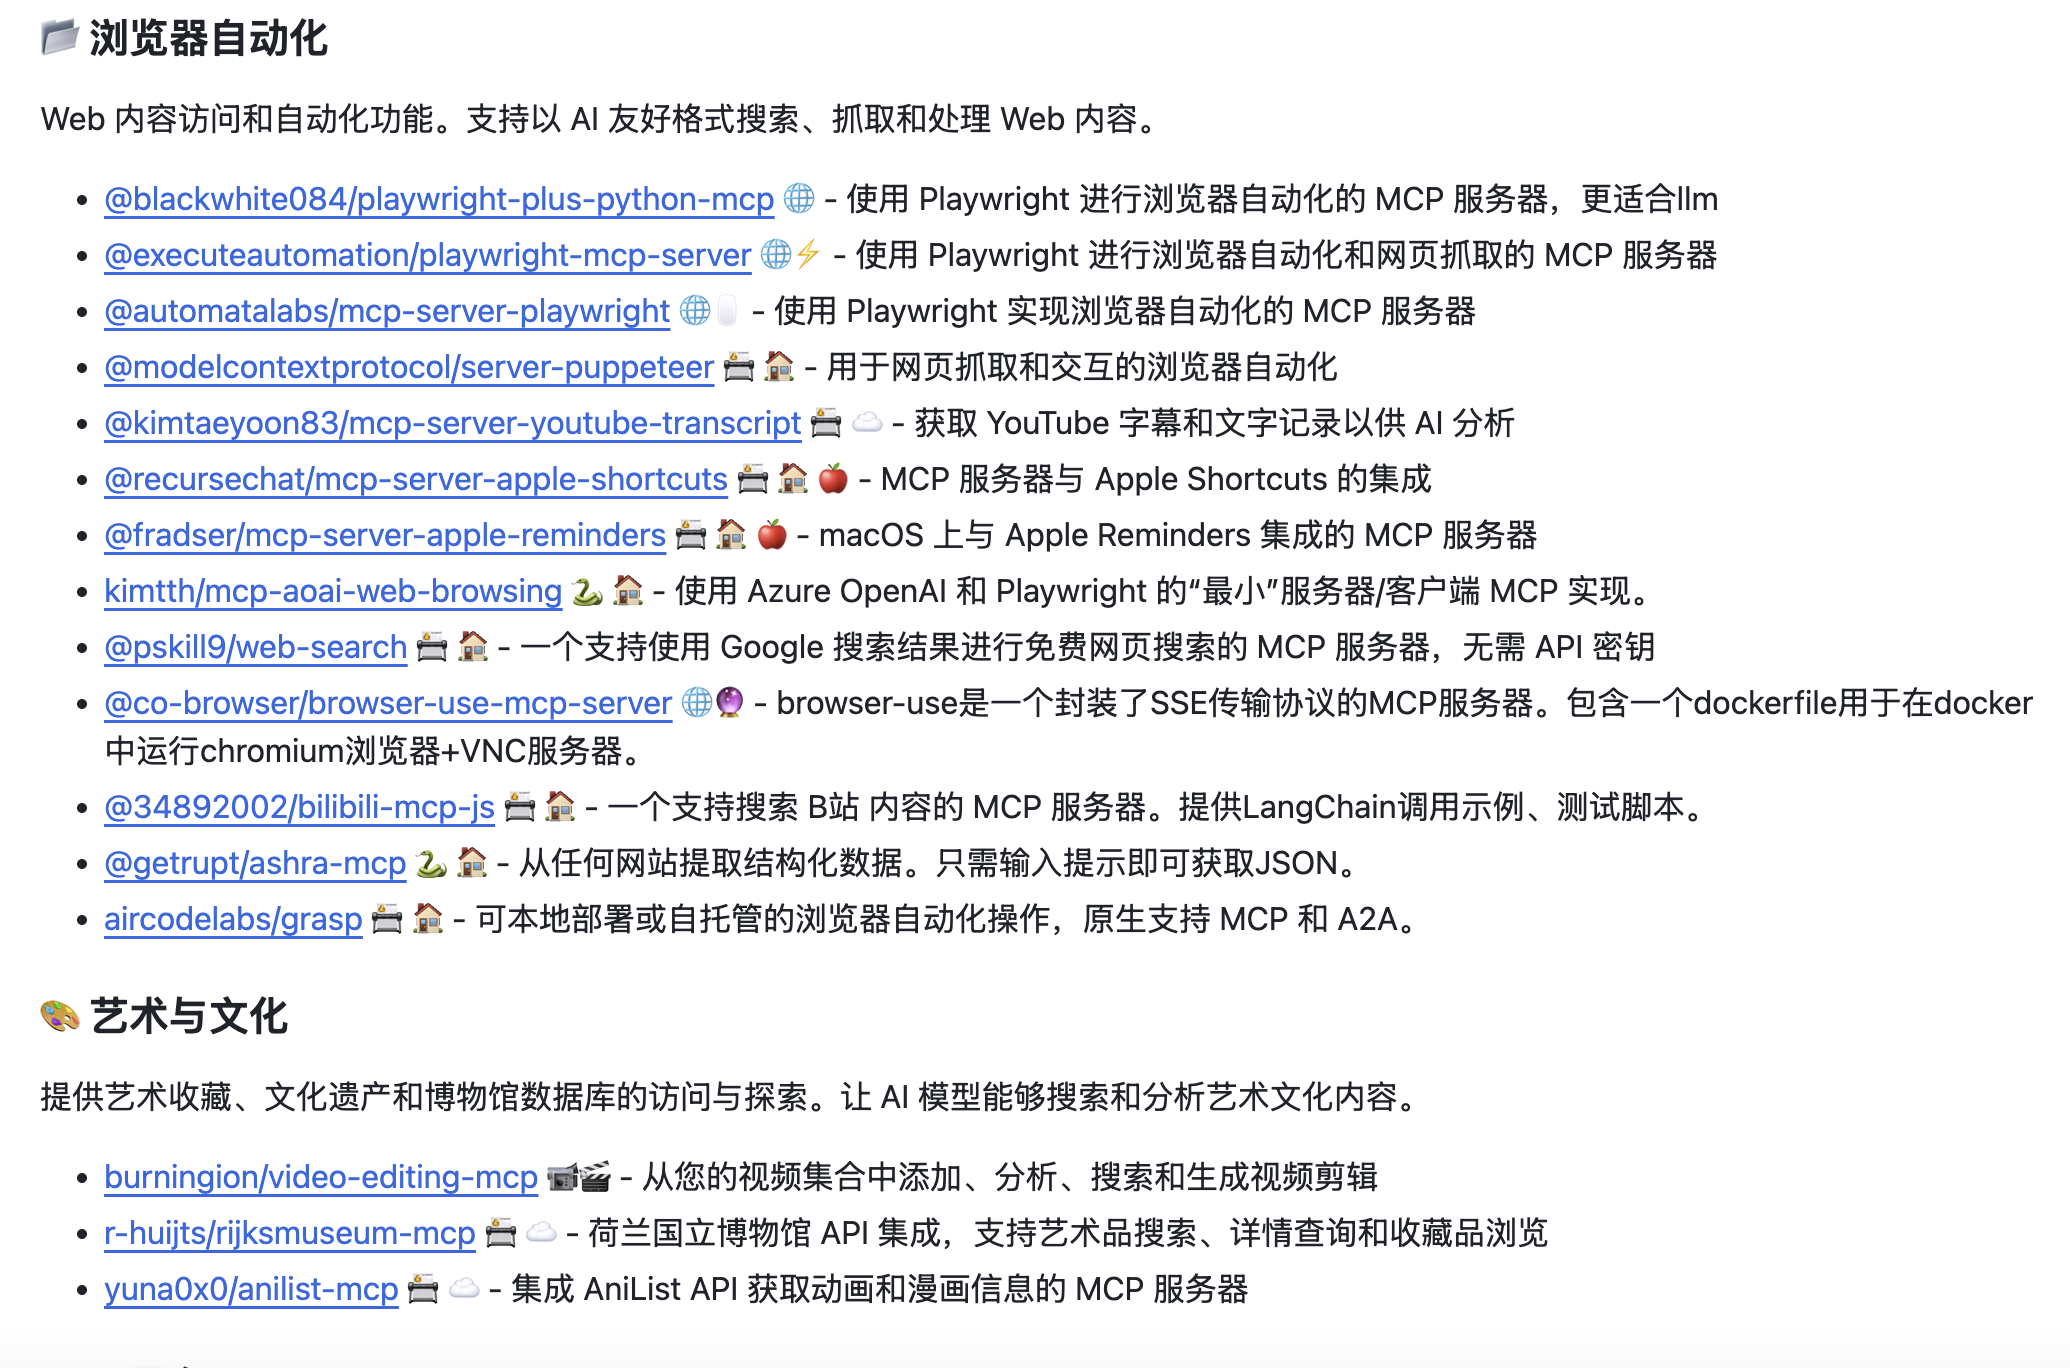 浏览器自动化
Web 内容访问和自动化功能。支持以 AI 友好格式搜索、抓取和处理 Web 内容。
@blackwhite084/playwright-plus-python-mcp 🌐 - 使用 Playwright 进行浏览器自动化的 MCP 服务器，更适合llm
@executeautomation/playwright-mcp-server 🌐⚡ - 使用 Playwright 进行浏览器自动化和网页抓取的 MCP 服务器
@automatalabs/mcp-server-playwright 🌐🖱️ - 使用 Playwright 实现浏览器自动化的 MCP 服务器
@modelcontextprotocol/server-puppeteer 📇 🏠 - 用于网页抓取和交互的浏览器自动化
@kimtaeyoon83/mcp-server-youtube-transcript 📇 ☁️ - 获取 YouTube 字幕和文字记录以供 AI 分析
@recursechat/mcp-server-apple-shortcuts 📇 🏠 🍎 - MCP 服务器与 Apple Shortcuts 的集成
@fradser/mcp-server-apple-reminders 📇 🏠 🍎 - macOS 上与 Apple Reminders 集成的 MCP 服务器
kimtth/mcp-aoai-web-browsing 🐍 🏠 - 使用 Azure OpenAI 和 Playwright 的“最小”服务器/客户端 MCP 实现。
@pskill9/web-search 📇 🏠 - 一个支持使用 Google 搜索结果进行免费网页搜索的 MCP 服务器，无需 API 密钥
@co-browser/browser-use-mcp-server 🌐🔮 - browser-use是一个封装了SSE传输协议的MCP服务器。包含一个dockerfile用于在docker
中运行chromium浏览器+VNC服务器。
@34892002/bilibili-mcp-js 📇 🏠 - 一个支持搜索 B站 内容的 MCP 服务器。提供LangChain调用示例、测试脚本。
@getrupt/ashra-mcp 🐍 🏠 - 从任何网站提取结构化数据。只需输入提示即可获取JSON。
aircodelabs/grasp 📇 🏠 - 可本地部署或自托管的浏览器自动化操作，原生支持 MCP 和 A2A。
🎨 艺术与文化
提供艺术收藏、文化遗产和博物馆数据库的访问与探索。让 AI 模型能够搜索和分析艺术文化内容。
burningion/video-editing-mcp 📹🎬 - 从您的视频集合中添加、分析、搜索和生成视频剪辑
r-huijts/rijksmuseum-mcp 📇 ☁️ - 荷兰国立博物馆 API 集成，支持艺术品搜索、详情查询和收藏品浏览
yuna0x0/anilist-mcp 📇 ☁️ - 集成 AniList API 获取动画和漫画信息的 MCP 服务器